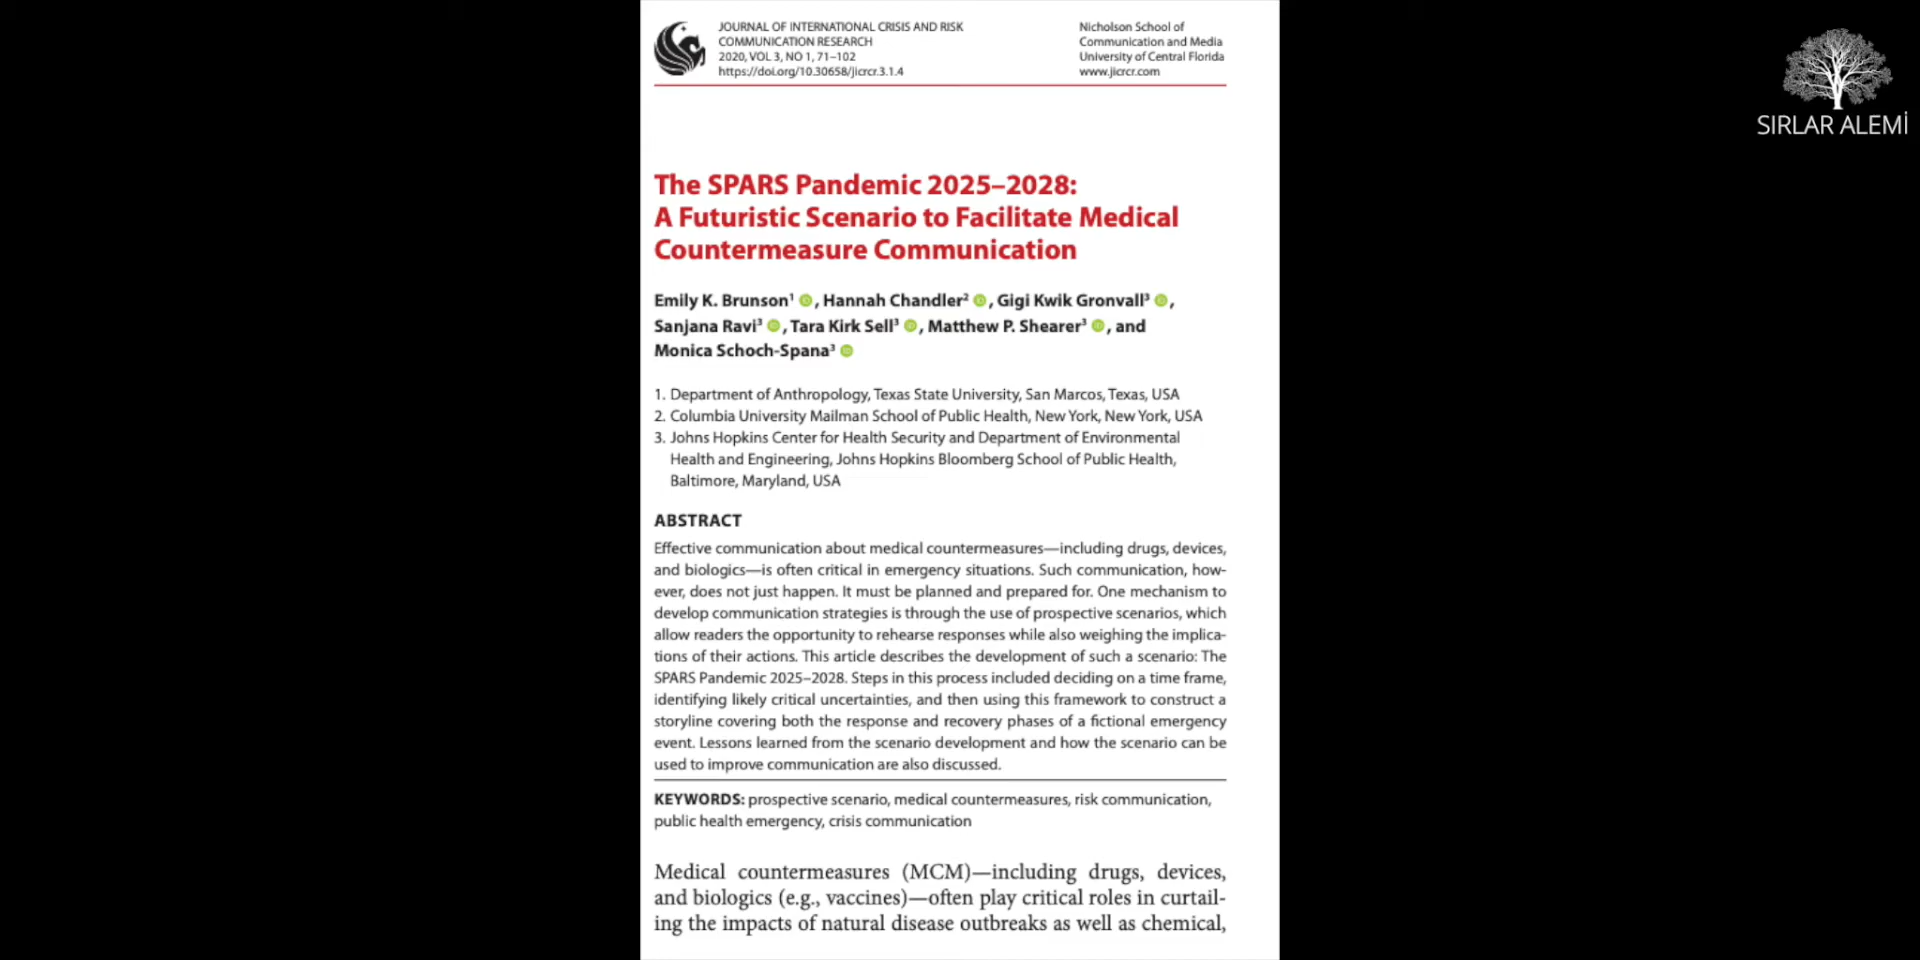 JOURNAL OF INTERNATIONAL CRISIS AND RISK
COMMUNICATION RESEARCH
2020, VOL 3, NO 1, 71–102
https://doi.org/10.30658/jicrcr.3.1.4
Nicholson School of
Communication and Media
University of Central Florida
www.jicrcr.com
SIRLAR ALEMİ
The SPARS Pandemic 2025–2028:
A Futuristic Scenario to Facilitate Medical
Countermeasure Communication
Emily K. Brunson¹ iD, Hannah Chandler² iD, Gigi Kwik Gronvall³ iD,
Sanjana Ravi³ iD, Tara Kirk Sell³ iD, Matthew P. Shearer³ iD, and
Monica Schoch-Spana³ iD
1. Department of Anthropology, Texas State University, San Marcos, Texas, USA
2. Columbia University Mailman School of Public Health, New York, New York, USA
3. Johns Hopkins Center for Health Security and Department of Environmental
Health and Engineering, Johns Hopkins Bloomberg School of Public Health,
Baltimore, Maryland, USA
ABSTRACT
Effective communication about medical countermeasures—including drugs, devices,
and biologics—is often critical in emergency situations. Such communication, how-
ever, does not just happen. It must be planned and prepared for. One mechanism to
develop communication strategies is through the use of prospective scenarios, which
allow readers the opportunity to rehearse responses while also weighing the implica-
tions of their actions. This article describes the development of such a scenario: The
SPARS Pandemic 2025–2028. Steps in this process included deciding on a time frame,
identifying likely critical uncertainties, and then using this framework to construct a
storyline covering both the response and recovery phases of a fictional emergency
event. Lessons learned from the scenario development and how the scenario can be
used to improve communication are also discussed.
KEYWORDS: prospective scenario, medical countermeasures, risk communication,
public health emergency, crisis communication
Medical countermeasures (MCM)—including drugs, devices,
and biologics (e.g., vaccines)—often play critical roles in curtail-
ing the impacts of natural disease outbreaks as well as chemical,